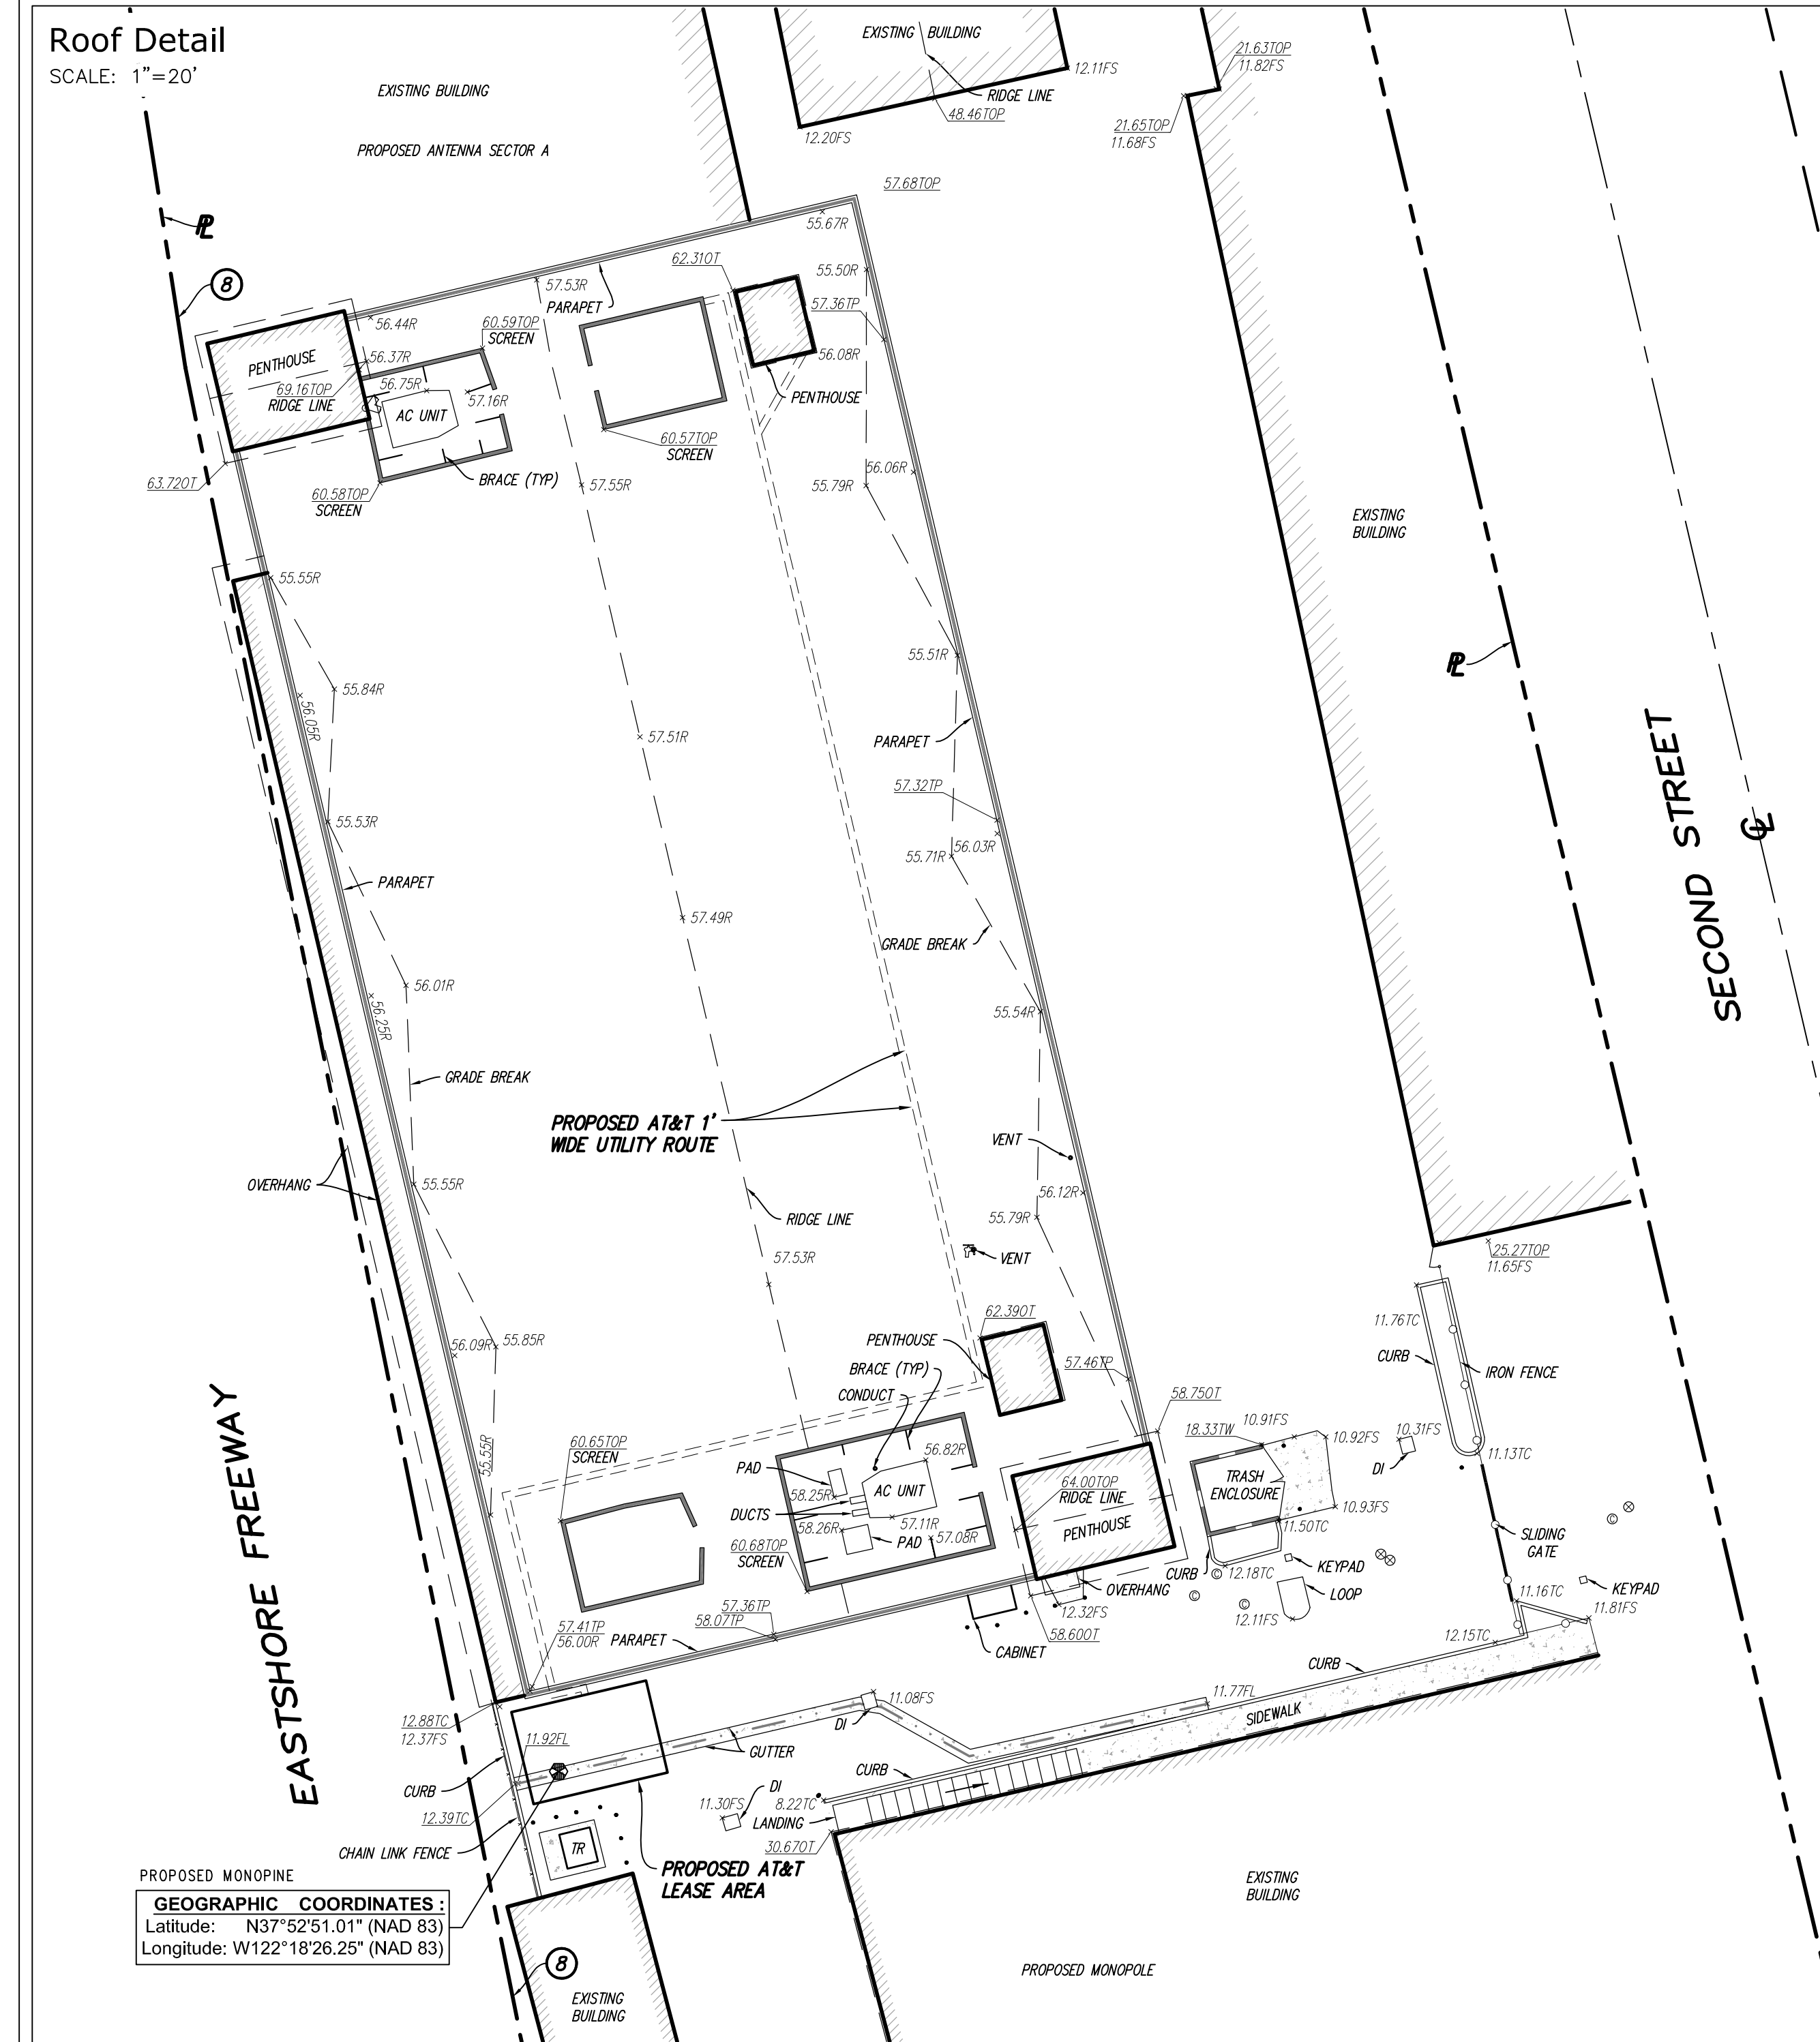 Roof Detail
SCALE: 1"=20'
EXISTING BUILDING
PROPOSED ANTENNA SECTOR A
EXISTING BUILDING
RIDGE LINE
48.46TOP
12.11FS
12.20FS
21.63TOP
11.82FS
21.65TOP
11.68FS
PL
8
57.68TOP
55.67R
62.31OT
55.50R
57.36TP
57.53R
PARAPET
56.44R
60.59TOP
SCREEN
PENTHOUSE
56.37R
69.16TOP
RIDGE LINE
56.75R
57.16R
AC UNIT
56.08R
PENTHOUSE
60.57TOP
SCREEN
BRACE (TYP)
63.72OT
60.58TOP
SCREEN
57.55R
56.06R
55.79R
EXISTING
BUILDING
55.55R
55.84R
56.05R
55.51R
PL
57.51R
PARAPET
SECOND STREET
CL
57.32TP
56.03R
55.71R
55.53R
PARAPET
57.49R
GRADE BREAK
56.01R
56.25R
55.54R
GRADE BREAK
PROPOSED AT&T 1'
WIDE UTILITY ROUTE
VENT
OVERHANG
55.55R
56.12R
55.79R
RIDGE LINE
VENT
57.53R
25.27TOP
11.65FS
62.39OT
11.76TC
CURB
IRON FENCE
56.09R
55.85R
PENTHOUSE
BRACE (TYP)
CONDUCT
57.46TP
58.75OT
EASTSHORE FREEWAY
55.55R
60.65TOP
SCREEN
56.82R
PAD
58.25R
AC UNIT
DUCTS
58.26R
57.11R
PAD
57.08R
60.68TOP
SCREEN
64.00TOP
RIDGE LINE
PENTHOUSE
18.33TW
10.91FS
10.92FS
10.31FS
DI
11.13TC
TRASH
ENCLOSURE
10.93FS
11.50TC
SLIDING
GATE
KEYPAD
CURB
12.18TC
LOOP
12.11FS
KEYPAD
11.16TC
11.81FS
OVERHANG
12.32FS
58.60OT
CABINET
12.15TC
CURB
57.36TP
58.07TP
57.41TP
56.00R
PARAPET
11.77FL
SIDEWALK
11.08FS
DI
12.88TC
12.37FS
11.92FL
GUTTER
CURB
CURB
12.39TC
DI
11.30FS
8.22TC
LANDING
30.67OT
CHAIN LINK FENCE
TR
PROPOSED AT&T
LEASE AREA
PROPOSED MONOPINE
GEOGRAPHIC COORDINATES :
Latitude: N37°52'51.01" (NAD 83)
Longitude: W122°18'26.25" (NAD 83)
EXISTING
BUILDING
8
EXISTING
BUILDING
PROPOSED MONOPOLE